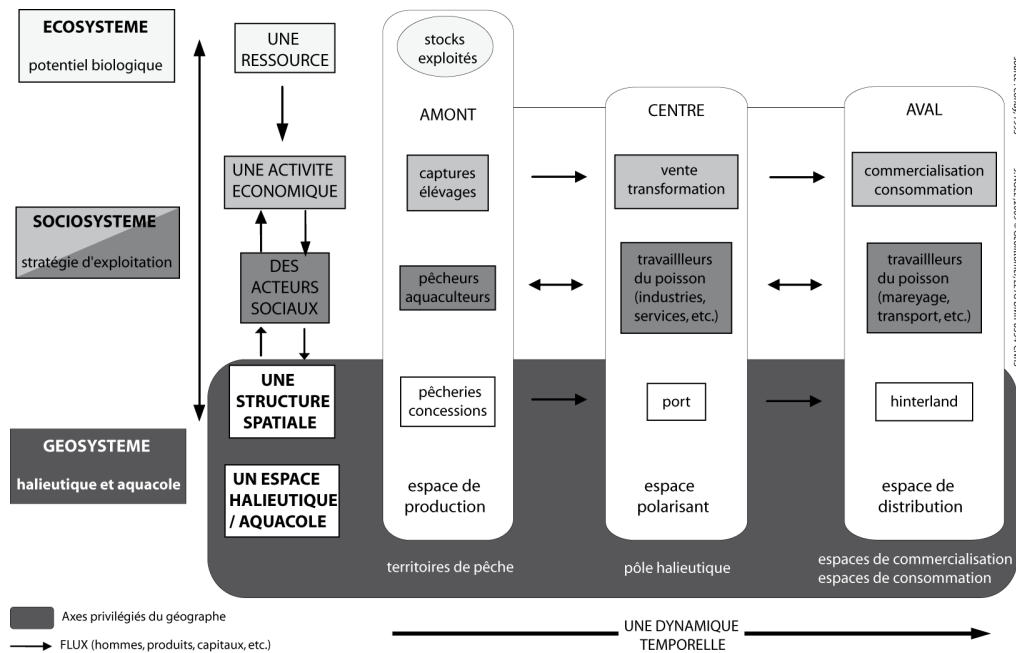 ECOSYSTEME
potentiel biologique
UNE
RESSOURCE
stocks
exploités
AMONT
CENTRE
AVAL
UNE ACTIVITE
ECONOMIQUE
captures
élévages
vente
transformation
commercialisation
consommation
SOCIOSYSTEME
stratégie d'exploitation
DES
ACTEURS
SOCIAUX
pêcheurs
aquaculteurs
travaillleurs
du poisson
(industries,
services, etc.)
travaillleurs
du poisson
(mareyage,
transport, etc.)
UNE
STRUCTURE
SPATIALE
pêcheries
concessions
port
hinterland
GEOSYSTEME
halieutique et aquacole
UN ESPACE
HALIEUTIQUE
/ AQUACOLE
espace de
production
espace
polarisant
espace de
distribution
territoires de pêche
pôle halieutique
espaces de commercialisation
espaces de consommation
Axes privilégiés du géographe
FLUX (hommes, produits, capitaux, etc.)
UNE DYNAMIQUE
TEMPORELLE